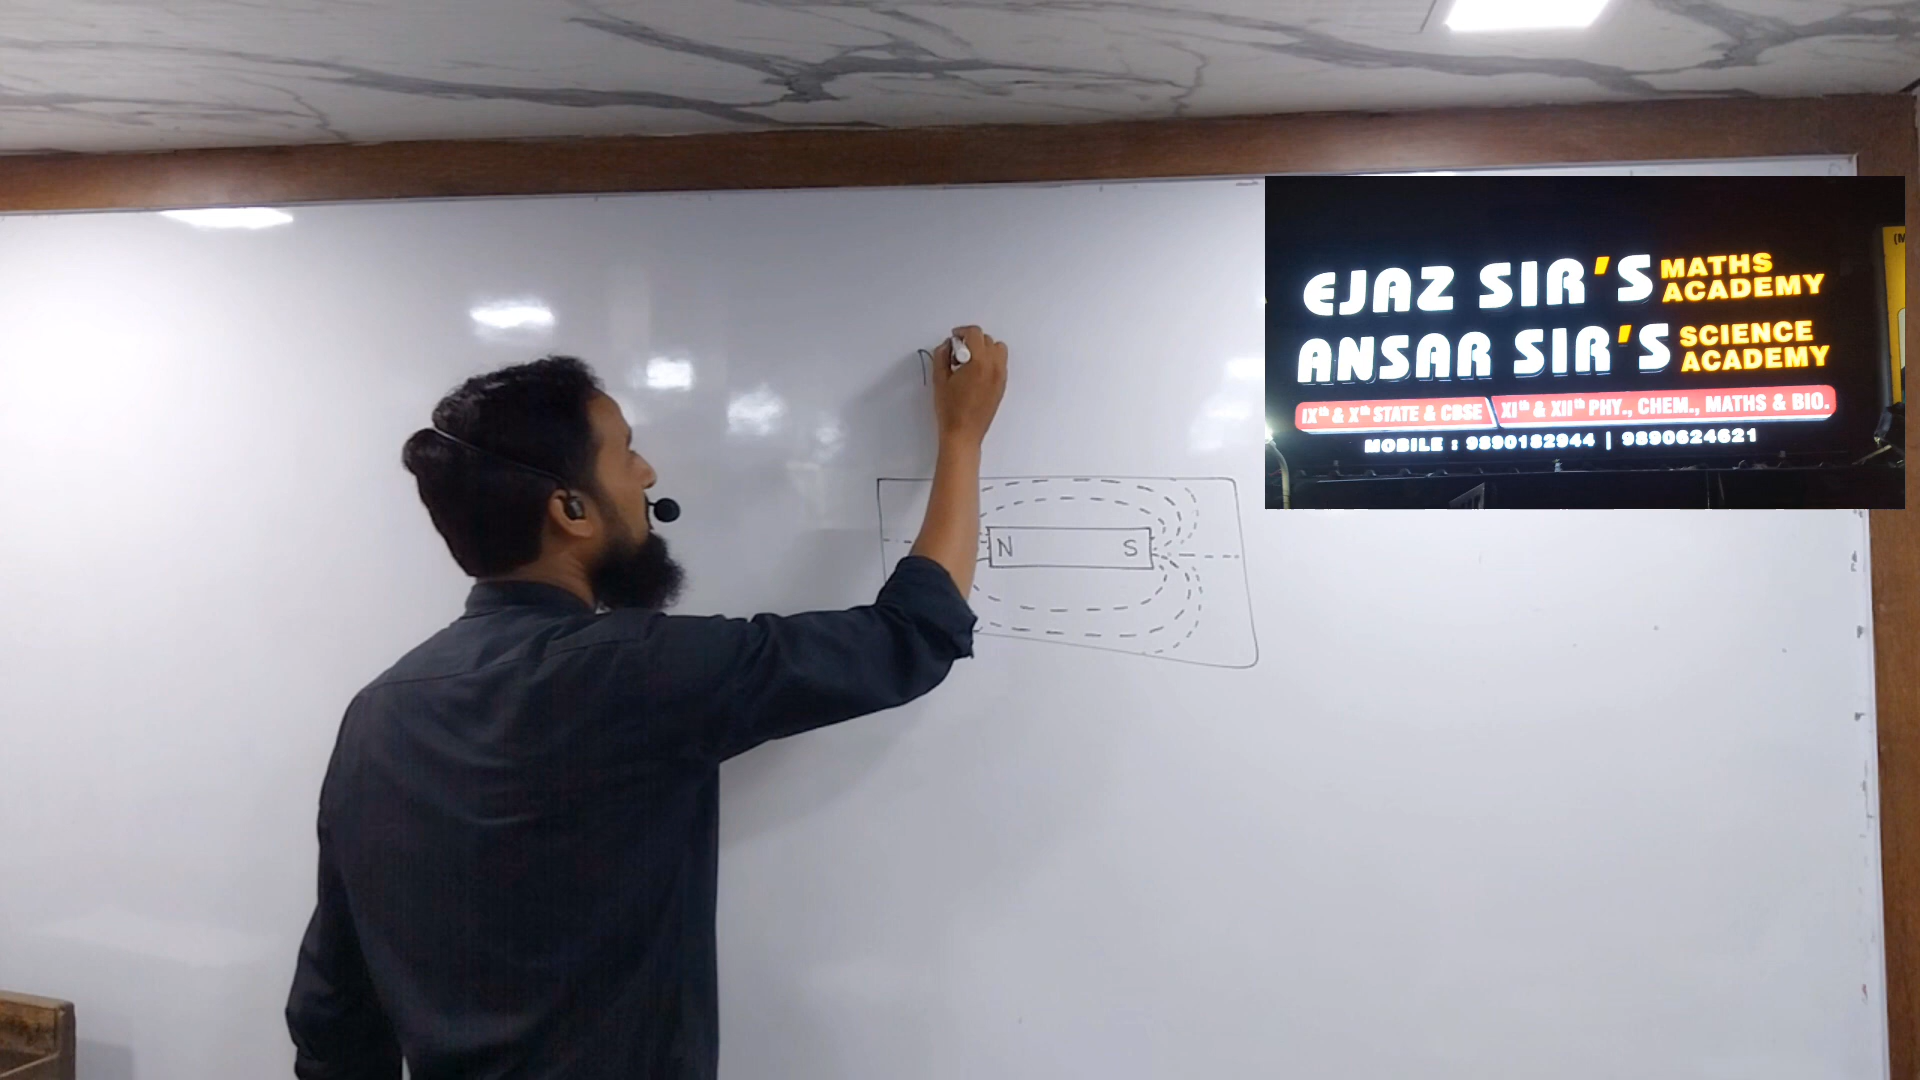 EJAZ SIR'S MATHS ACADEMY
ANSAR SIR'S SCIENCE ACADEMY
IXth & Xth STATE & CBSE XIth & XIIth PHY., CHEM., MATHS & BIO.
MOBILE : 9890182944 | 9890624621
N S